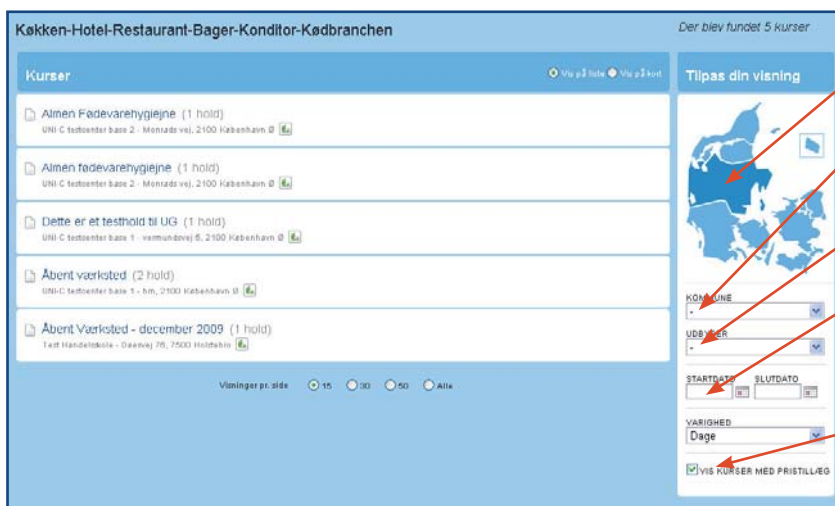 Køkken-Hotel-Restaurant-Bager-Konditor-Kødbranchen
Der blev fundet 5 kurser
Kurser
Vis på liste Vis på kort
Almen Fødevarehygiejne (1 hold)
UNI-C testcenter base 2 - Monrads vej, 2100 København Ø
Almen fødevarehygiejne (1 hold)
UNI-C testcenter base 2 - Monrads vej, 2100 København Ø
Dette er et testhold til UG (1 hold)
UNI-C testcenter base 1 - vermundsvej 5, 2100 København Ø
Åbent værksted (2 hold)
UNI-C testcenter base 1 - hm, 2100 København Ø
Åbent Værksted - december 2009 (1 hold)
Test Handelsskole - 76, 7500 Holstebro
Visninger pr. side 15 30 50 Alle
Tilpas din visning
KOMMUNE
-
UDBYDER
-
STARTDATO SLUTDATO
VARIGHED
Dage
VIS KURSER MED PRISTILLÆG